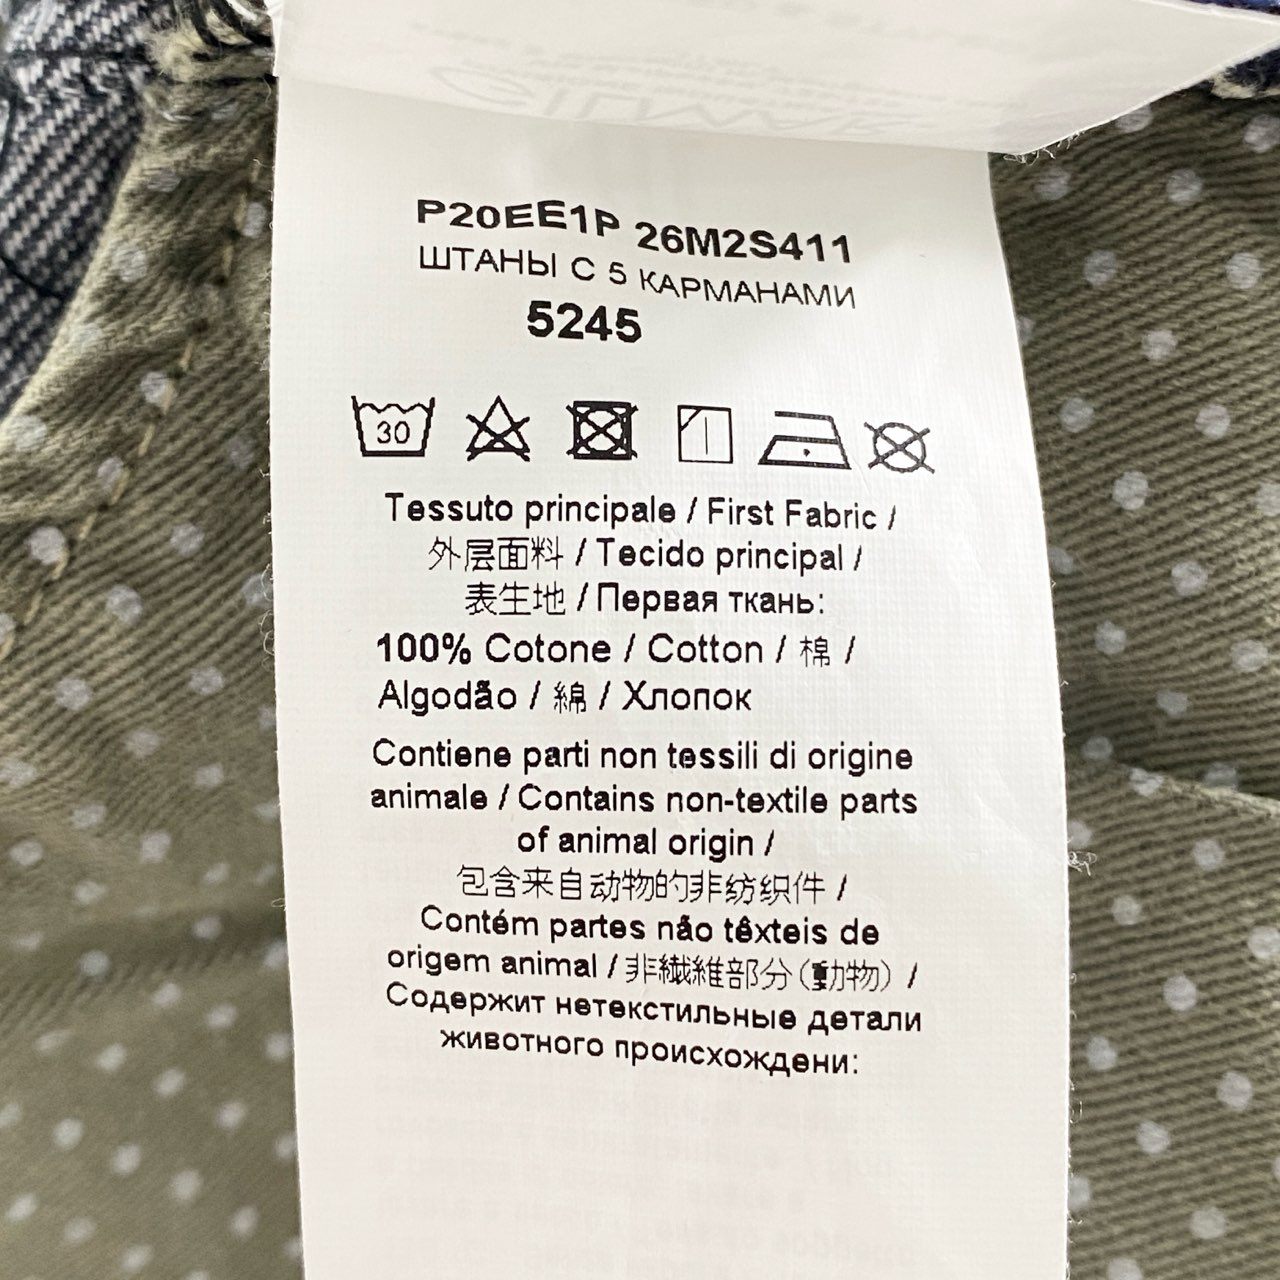 P20EE1P 26M2S411
ШТАНЫ С 5 КАРМАНАМИ
5245
30
Tessuto principale / First Fabric /
外层面料 / Tecido principal /
表生地 / Первая ткань:
100% Cotone / Cotton / 棉 /
Algodão / 綿 / Хлопок
Contiene parti non tessili di origine
animale / Contains non-textile parts
of animal origin /
包含来自动物的非纺织件 /
Contém partes não têxteis de
origem animal / 非繊維部分(動物) /
Содержит нетекстильные детали
животного происхождени: